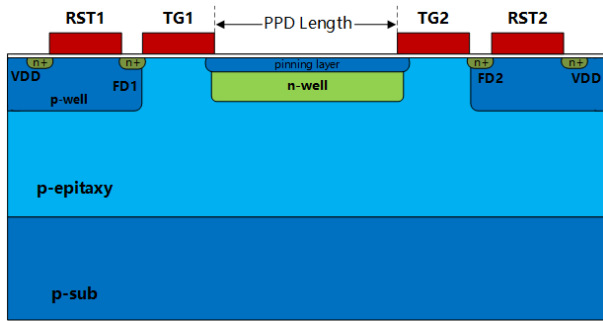 RST1 TG1 PPD Length TG2 RST2
n+ n+ pinning layer n+ n+
VDD FD1 n-well FD2 VDD
p-well
p-epitaxy
p-sub